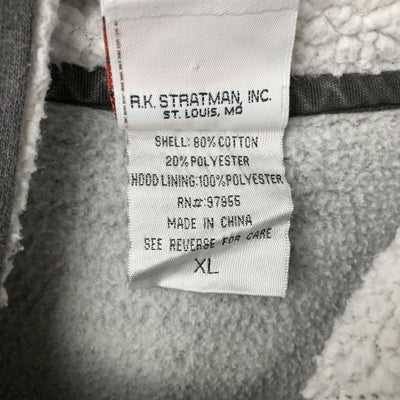 R.K. STRATMAN, INC.
ST. LOUIS, MO
SHELL: 80% COTTON
20% POLYESTER
HOOD LINING: 100% POLYESTER
RN#: 97955
MADE IN CHINA
SEE REVERSE FOR CARE
XL